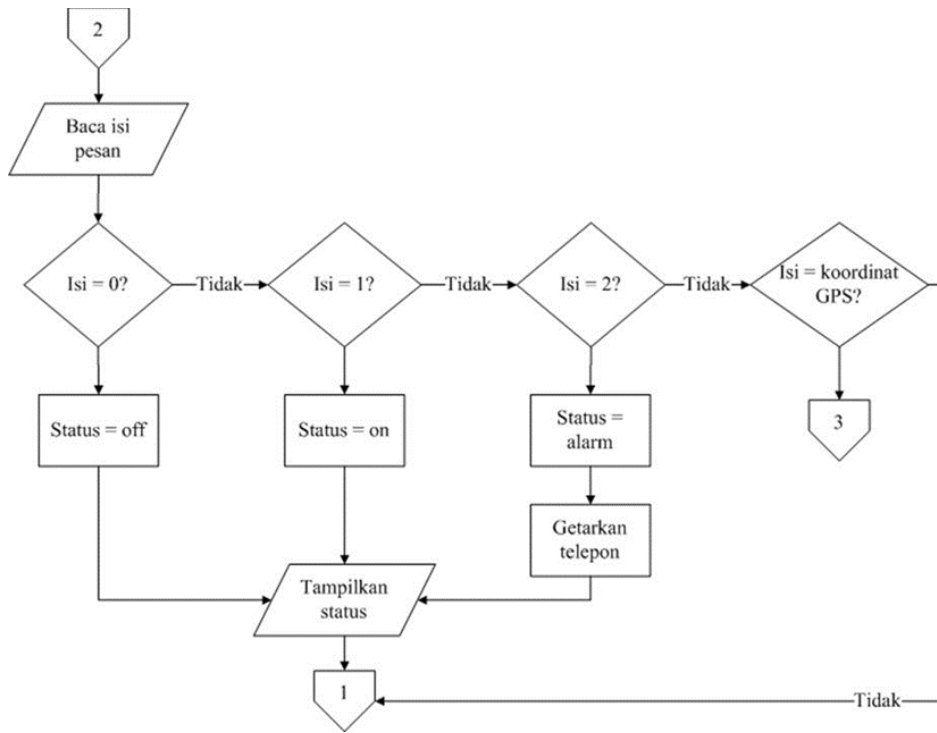 2
Baca isi
pesan
Isi = 0?
Tidak
Isi = 1?
Tidak
Isi = 2?
Tidak
Isi = koordinat
GPS?
Status = off
Status = on
Status =
alarm
3
Getarkan
telepon
Tampilkan
status
1
Tidak